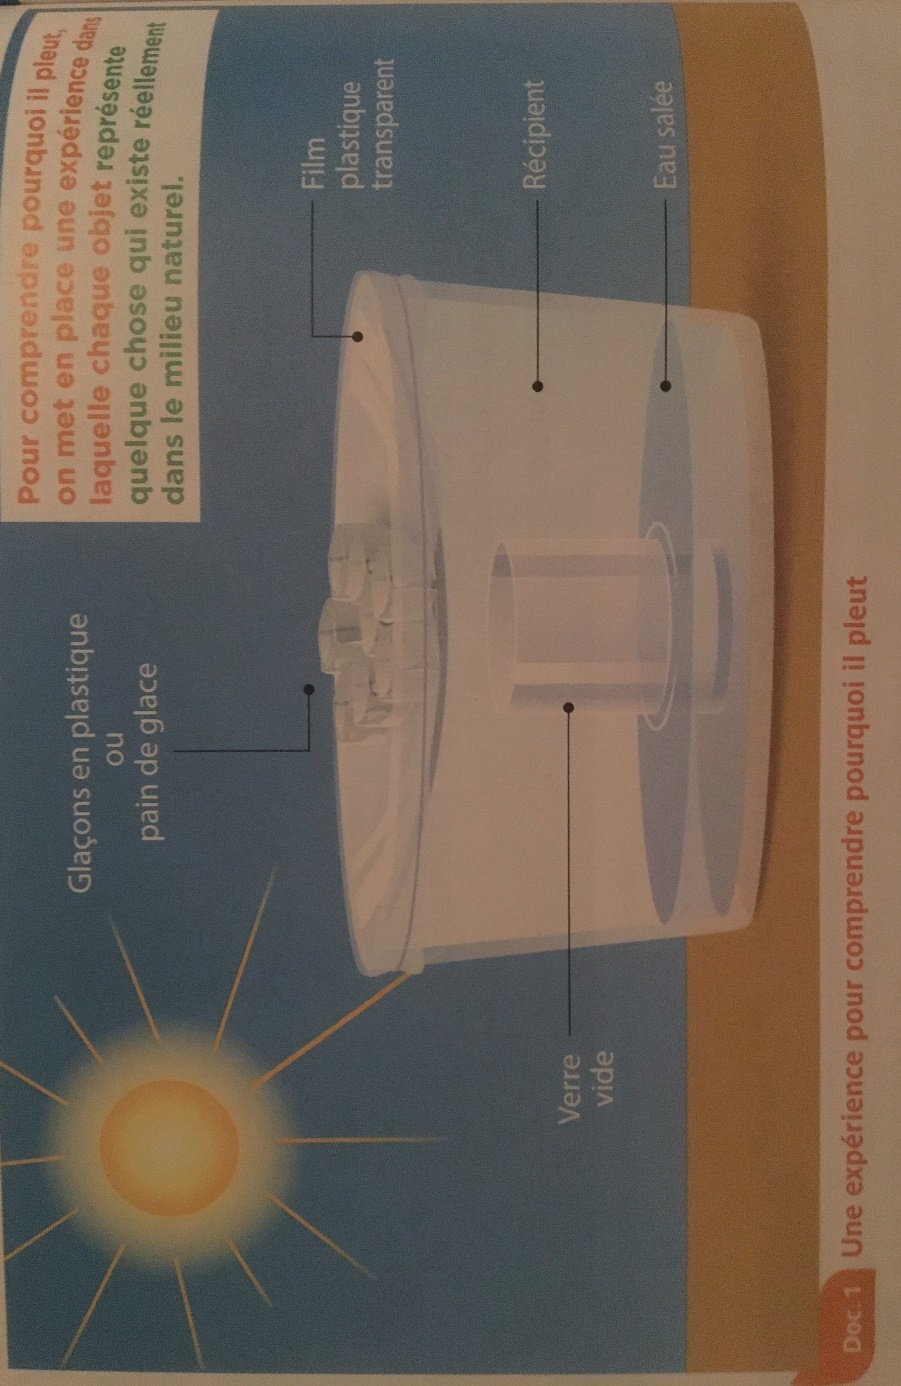 Pour comprendre pourquoi il pleut,
on met en place une expérience dans
laquelle chaque objet représente
quelque chose qui existe réellement
dans le milieu naturel.
Glaçons en plastique
ou
pain de glace
Film
plastique
transparent
Récipient
Eau salée
Verre
vide
Doc. 1 Une expérience pour comprendre pourquoi il pleut